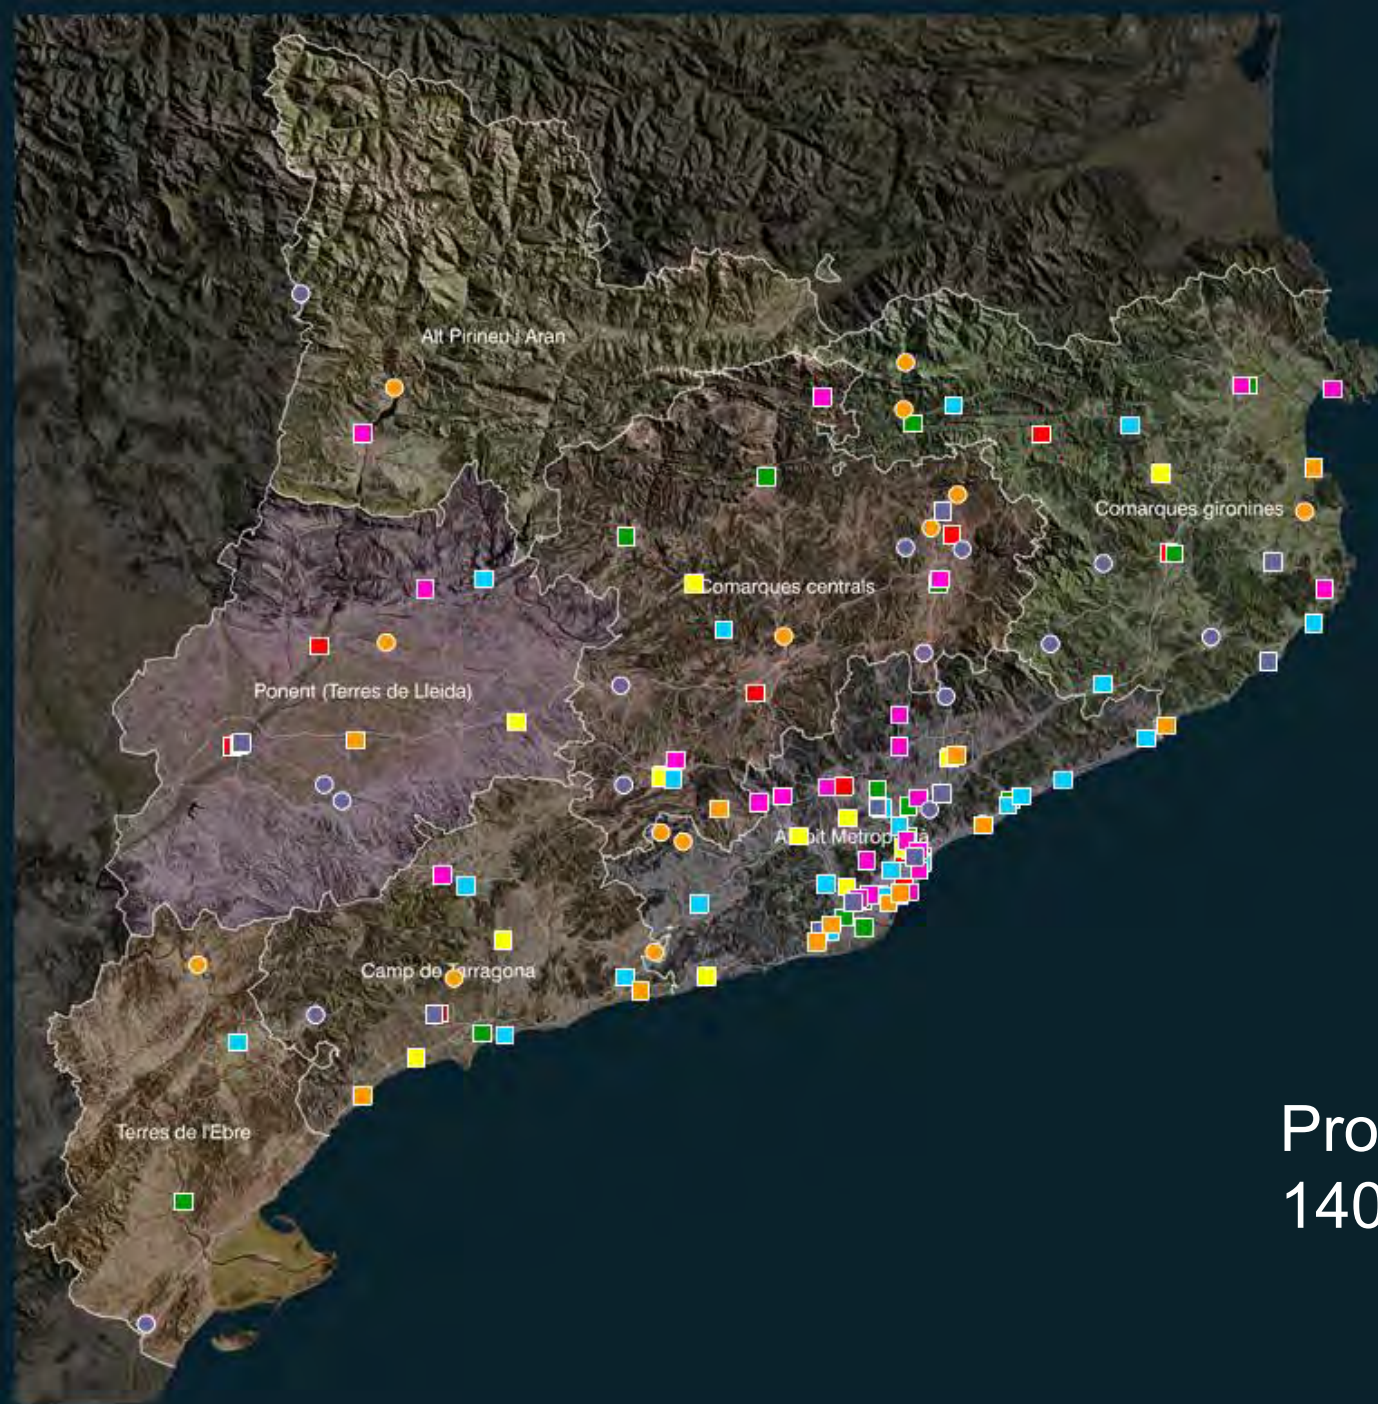 Alt Pirineu i Aran
Comarques gironines
Comarques centrals
Ponent (Terres de Lleida)
Camp de Tarragona
Terres de l'Ebre
Pro
140